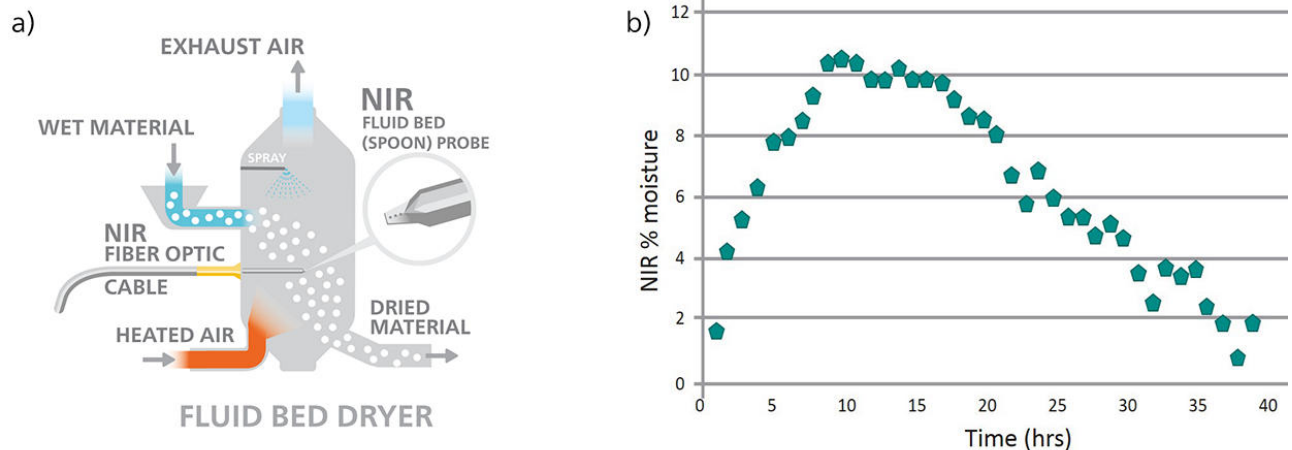 a)
EXHAUST AIR
NIR
FLUID BED
(SPOON) PROBE
WET MATERIAL
SPRAY
NIR
FIBER OPTIC
CABLE
DRIED
MATERIAL
HEATED AIR
FLUID BED DRYER
b)
12
10
8
6
4
2
0
NIR % moisture
0 5 10 15 20 25 30 35 40
Time (hrs)